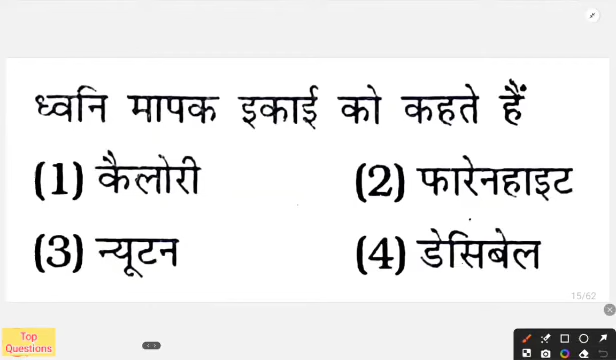 ध्वनि मापक इकाई को कहते हैं
(1) कैलोरी (2) फारेनहाइट
(3) न्यूटन (4) डेसिबेल
15/62
Top
Questions